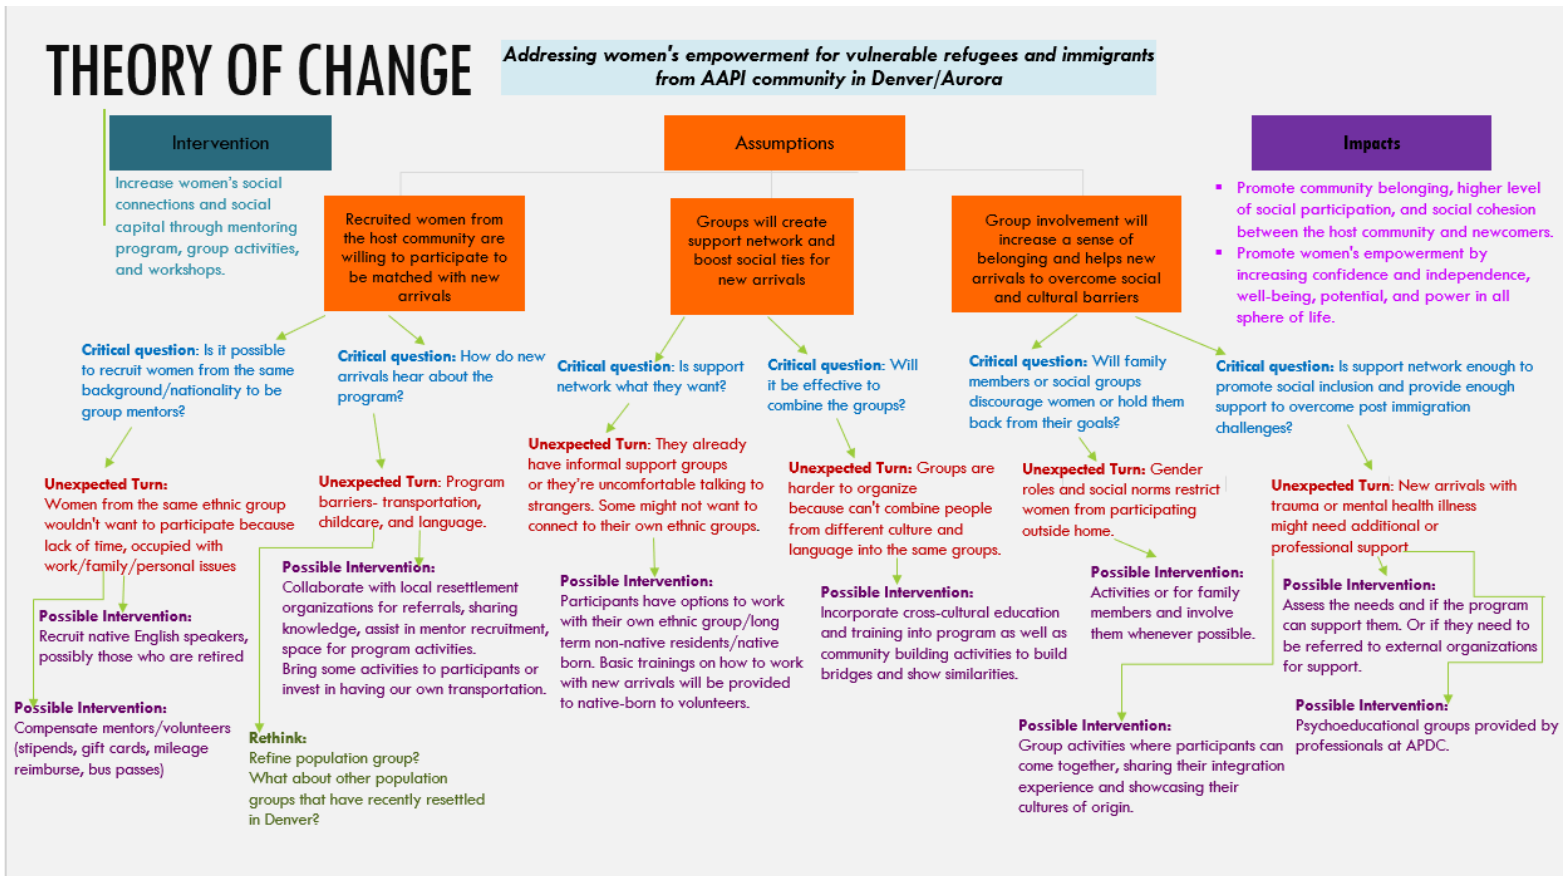 THEORY OF CHANGE
Addressing women's empowerment for vulnerable refugees and immigrants
from AAPI community in Denver/Aurora
Intervention
Increase women's social
connections and social
capital through mentoring
program, group activities,
and workshops.
Assumptions
Recruited women from
the host community are
willing to participate to
be matched with new
arrivals
Groups will create
support network and
boost social ties for
new arrivals
Group involvement will
increase a sense of
belonging and helps new
arrivals to overcome social
and cultural barriers
Impacts
▪ Promote community belonging, higher level
of social participation, and social cohesion
between the host community and newcomers.
▪ Promote women's empowerment by
increasing confidence and independence,
well-being, potential, and power in all
sphere of life.
Critical question: Is it possible
to recruit women from the same
background/nationality to be
group mentors?
Critical question: How do new
arrivals hear about the
program?
Critical question: Is support
network what they want?
Critical question: Will
it be effective to
combine the groups?
Critical question: Will family
members or social groups
discourage women or hold them
back from their goals?
Critical question: Is support network enough to
promote social inclusion and provide enough
support to overcome post immigration
challenges?
Unexpected Turn:
Women from the same ethnic group
wouldn't want to participate because
lack of time, occupied with
work/family/personal issues
Unexpected Turn: Program
barriers- transportation,
childcare, and language.
Unexpected Turn: They already
have informal support groups
or they're uncomfortable talking to
strangers. Some might not want to
connect to their own ethnic groups.
Unexpected Turn: Groups are
harder to organize
because can't combine people
from different culture and
language into the same groups.
Unexpected Turn: Gender
roles and social norms restrict
women from participating
outside home.
Unexpected Turn: New arrivals with
trauma or mental health illness
might need additional or
professional support
Possible Intervention:
Recruit native English speakers,
possibly those who are retired
Possible Intervention:
Compensate mentors/volunteers
(stipends, gift cards, mileage
reimburse, bus passes)
Possible Intervention:
Collaborate with local resettlement
organizations for referrals, sharing
knowledge, assist in mentor recruitment,
space for program activities.
Bring some activities to participants or
invest in having our own transportation.
Rethink:
Refine population group?
What about other population
groups that have recently resettled
in Denver?
Possible Intervention:
Participants have options to work
with their own ethnic group/long
term non-native residents/native
born. Basic trainings on how to work
with new arrivals will be provided
to native-born to volunteers.
Possible Intervention:
Incorporate cross-cultural education
and training into program as well as
community building activities to build
bridges and show similarities.
Possible Intervention:
Activities or for family
members and involve
them whenever possible.
Possible Intervention:
Assess the needs and if the program
can support them. Or if they need to
be referred to external organizations
for support.
Possible Intervention:
Group activities where participants can
come together, sharing their integration
experience and showcasing their
cultures of origin.
Possible Intervention:
Psychoeducational groups provided by
professionals at APDC.